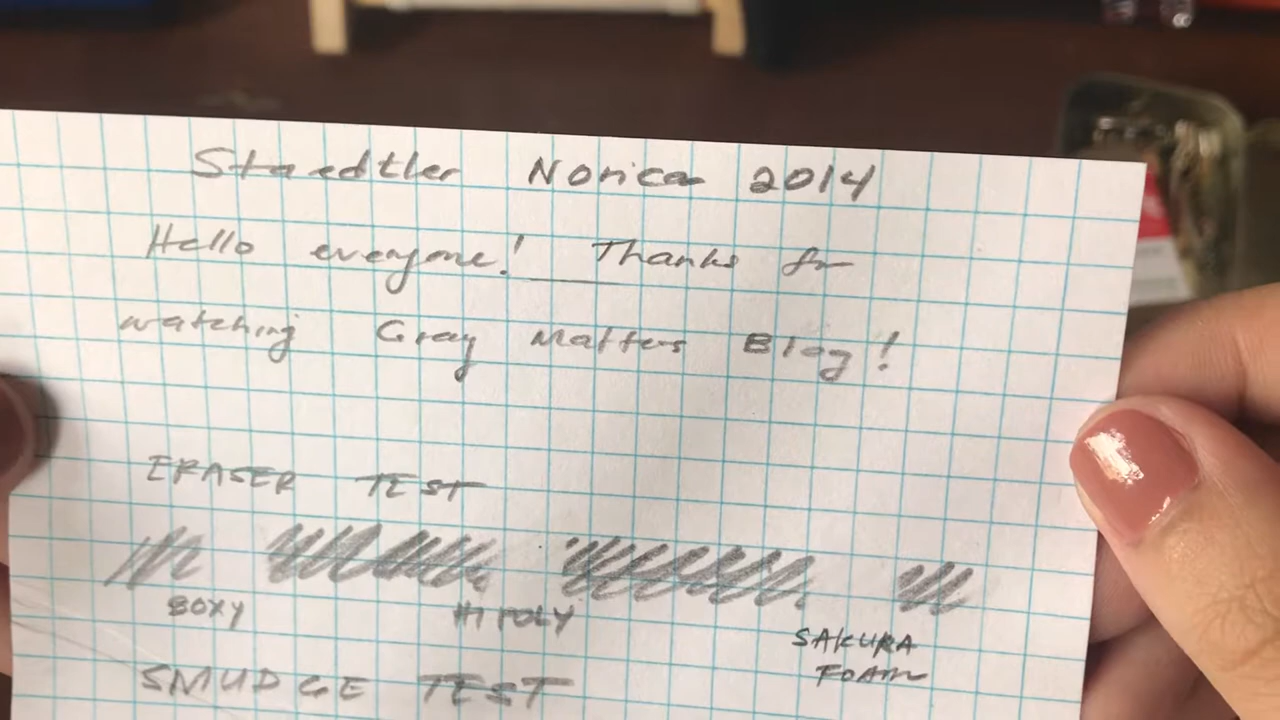 Staedtler Norica 2014
Hello everyone! Thanks for
watching Gray Matters Blog!
ERASER TEST
BOXY HI POLY SAKURA
FOAM
SMUDGE TEST